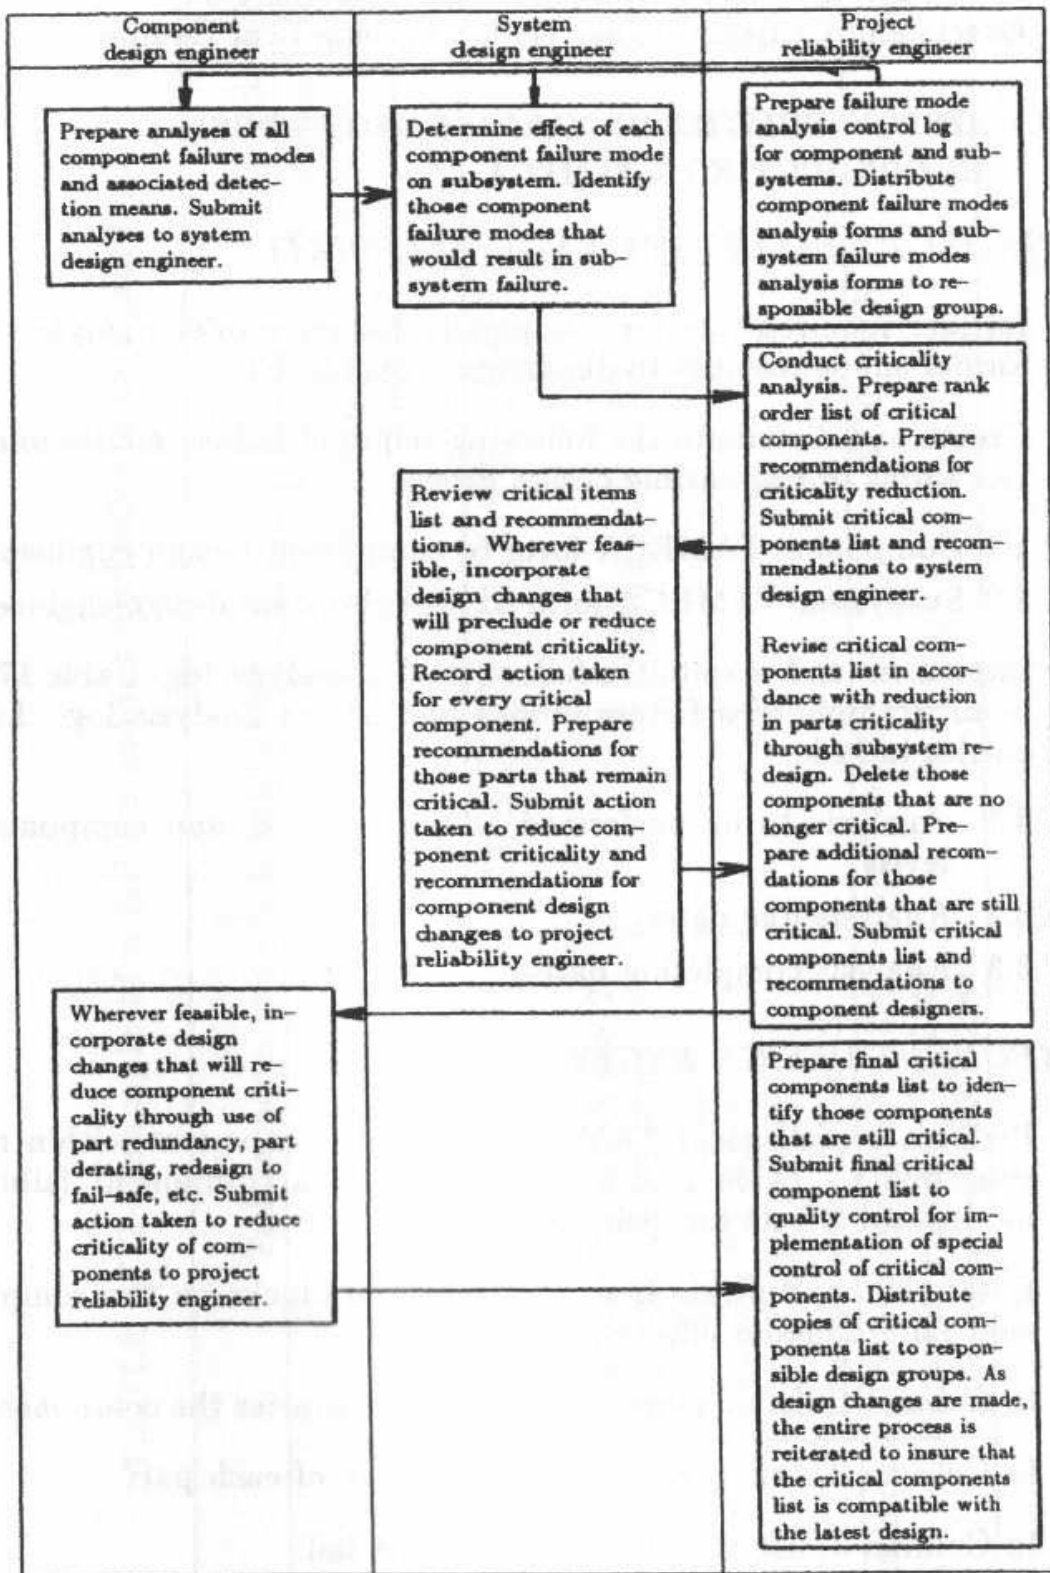 Component
design engineer
System
design engineer
Project
reliability engineer
Prepare analyses of all
component failure modes
and associated detec-
tion means. Submit
analyses to system
design engineer.
Determine effect of each
component failure mode
on subsystem. Identify
those component
failure modes that
would result in sub-
system failure.
Prepare failure mode
analysis control log
for component and sub-
systems. Distribute
component failure modes
analysis forms and sub-
system failure modes
analysis forms to re-
sponsible design groups.
Conduct criticality
analysis. Prepare rank
order list of critical
components. Prepare
recommendations for
criticality reduction.
Submit critical com-
ponents list and recom-
mendations to system
design engineer.
Review critical items
list and recommendat-
tions. Wherever feas-
ible, incorporate
design changes that
will preclude or reduce
component criticality.
Record action taken
for every critical
component. Prepare
recommendations for
those parts that remain
critical. Submit action
taken to reduce com-
ponent criticality and
recommendations for
component design
changes to project
reliability engineer.
Revise critical com-
ponents list in accor-
dance with reduction
in parts criticality
through subsystem re-
design. Delete those
components that are no
longer critical. Pre-
pare additional recom-
dations for those
components that are still
critical. Submit critical
components list and
recommendations to
component designers.
Wherever feasible, in-
corporate design
changes that will re-
duce component criti-
cality through use of
part redundancy, part
derating, redesign to
fail-safe, etc. Submit
action taken to reduce
criticality of com-
ponents to project
reliability engineer.
Prepare final critical
components list to iden-
tify those components
that are still critical.
Submit final critical
component list to
quality control for im-
plementation of special
control of critical com-
ponents. Distribute
copies of critical com-
ponents list to respon-
sible design groups. As
design changes are made,
the entire process is
reiterated to insure that
the critical components
list is compatible with
the latest design.